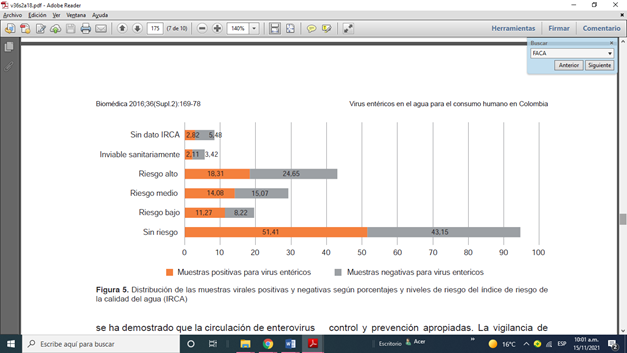 v36s2a18.pdf - Adobe Reader
Archivo Edición Ver Ventana Ayuda
175 (7 de 10) 140% Herramientas Firmar Comentario
Buscar
FACA
Anterior Siguiente
Biomédica 2016;36(Supl.2):169-78 Virus entéricos en el agua para el consumo humano en Colombia
Sin dato IRCA 2,82 5,48
Inviable sanitariamente 2,11 3,42
Riesgo alto 18,31 24,65
Riesgo medio 14,08 15,07
Riesgo bajo 11,27 8,22
Sin riesgo 51,41 43,15
0 10 20 30 40 50 60 70 80 90 100
Muestras positivas para virus entéricos Muestras negativas para virus entericos
Figura 5. Distribución de las muestras virales positivas y negativas según porcentajes y niveles de riesgo del índice de riesgo de
la calidad del agua (IRCA)
se ha demostrado que la circulación de enterovirus control y prevención apropiadas. La vigilancia de
Escribe aquí para buscar
Escritorio Acer
16°C ESP 10:01 a.m.
15/11/2021